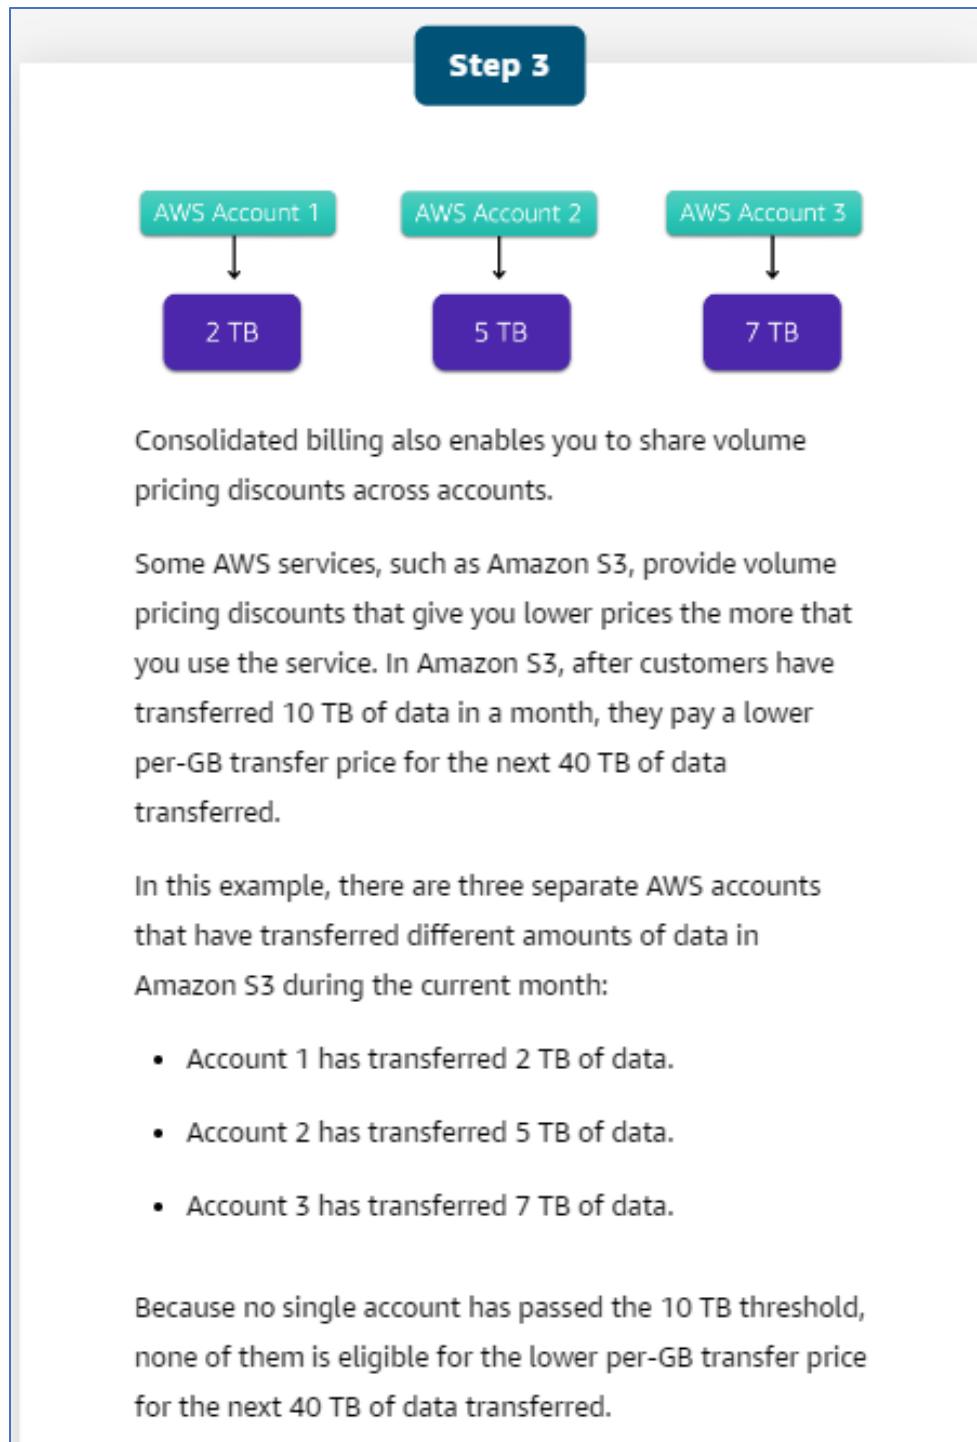 Step 3
AWS Account 1
AWS Account 2
AWS Account 3
2 TB
5 TB
7 TB
Consolidated billing also enables you to share volume
pricing discounts across accounts.
Some AWS services, such as Amazon S3, provide volume
pricing discounts that give you lower prices the more that
you use the service. In Amazon S3, after customers have
transferred 10 TB of data in a month, they pay a lower
per-GB transfer price for the next 40 TB of data
transferred.
In this example, there are three separate AWS accounts
that have transferred different amounts of data in
Amazon S3 during the current month:
• Account 1 has transferred 2 TB of data.
• Account 2 has transferred 5 TB of data.
• Account 3 has transferred 7 TB of data.
Because no single account has passed the 10 TB threshold,
none of them is eligible for the lower per-GB transfer price
for the next 40 TB of data transferred.